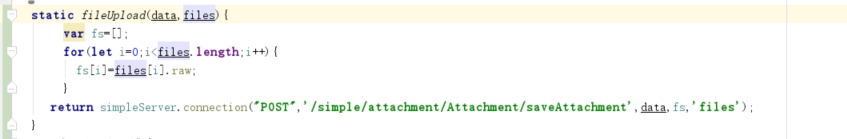 static fileUpload(data,files){
var fs=[];
for(let i=0;i<files.length;i++){
fs[i]=files[i].raw;
}
return simpleServer.connection("POST",'/simple/attachment/Attachment/saveAttachment',data,fs,'files');
}